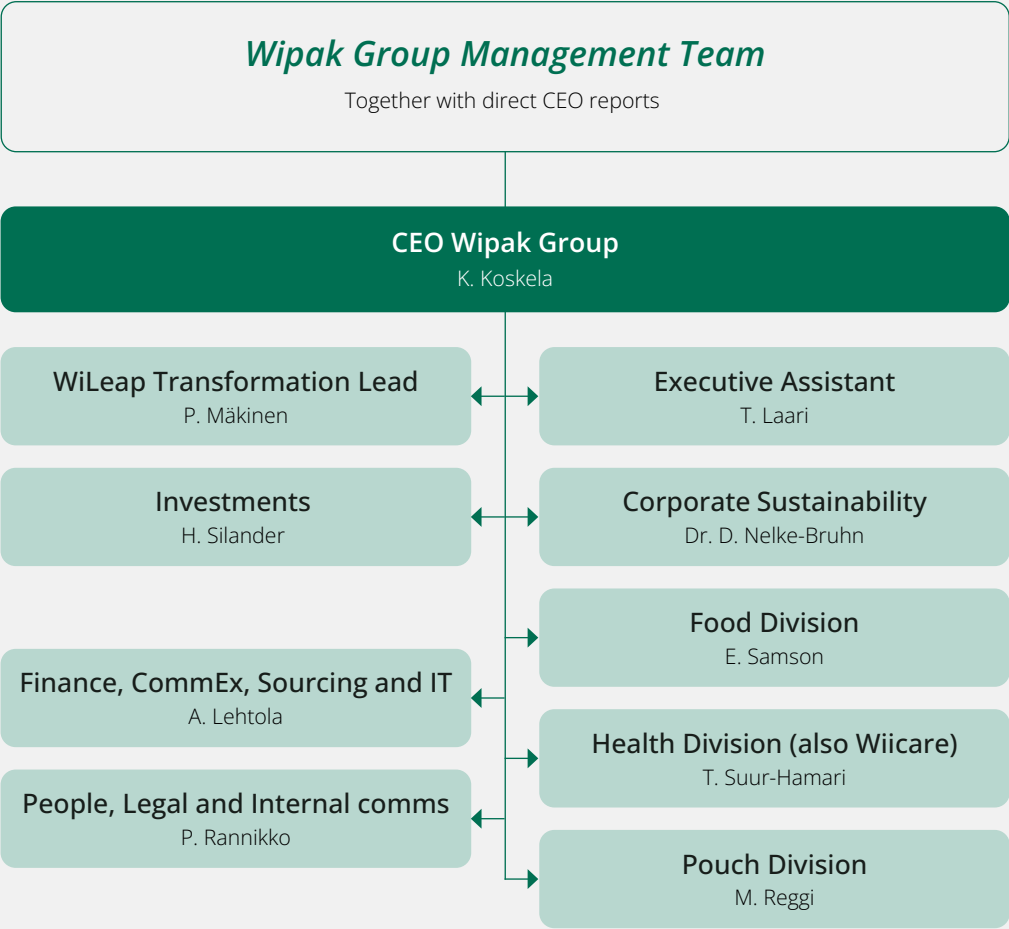 Wipak Group Management Team
Together with direct CEO reports
CEO Wipak Group
K. Koskela
WiLeap Transformation Lead
P. Mäkinen
Executive Assistant
T. Laari
Investments
H. Silander
Corporate Sustainability
Dr. D. Nelke-Bruhn
Food Division
E. Samson
Finance, CommEx, Sourcing and IT
A. Lehtola
Health Division (also Wiicare)
T. Suur-Hamari
People, Legal and Internal comms
P. Rannikko
Pouch Division
M. Reggi